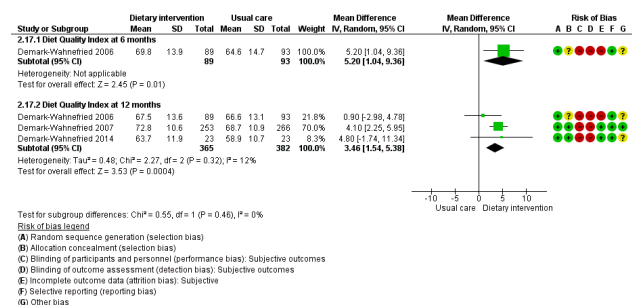 Dietary intervention Usual care Mean Difference Mean Difference Risk of Bias
Study or Subgroup Mean SD Total Mean SD Total Weight IV, Random, 95% CI IV, Random, 95% CI A B C D E F G
2.17.1 Diet Quality Index at 6 months
Demark-Wahnefried 2006 69.8 13.9 89 64.6 14.7 93 100.0% 5.20 [1.04, 9.36] + ? - - - + ?
Subtotal (95% CI) 89 93 100.0% 5.20 [1.04, 9.36]
Heterogeneity: Not applicable
Test for overall effect: Z = 2.45 (P = 0.01)
2.17.2 Diet Quality Index at 12 months
Demark-Wahnefried 2006 67.5 13.6 89 66.6 13.1 93 21.8% 0.90 [-2.98, 4.78] + ? - - - + ?
Demark-Wahnefried 2007 72.8 10.6 253 68.7 10.9 266 70.0% 4.10 [2.25, 5.95]
Demark-Wahnefried 2014 63.7 11.9 23 58.9 10.7 23 8.3% 4.80 [-1.74, 11.34]
Subtotal (95% CI) 365 382 100.0% 3.46 [1.54, 5.38]
Heterogeneity: Tau² = 0.48; Chi² = 2.27, df = 2 (P = 0.32); I² = 12%
Test for overall effect: Z = 3.53 (P = 0.0004)
-10 -5 0 5 10
Usual care Dietary intervention
Test for subgroup differences: Chi² = 0.55, df = 1 (P = 0.46), I² = 0%
Risk of bias legend
(A) Random sequence generation (selection bias)
(B) Allocation concealment (selection bias)
(C) Blinding of participants and personnel (performance bias): Subjective outcomes
(D) Blinding of outcome assessment (detection bias): Subjective outcomes
(E) Incomplete outcome data (attrition bias): Subjective
(F) Selective reporting (reporting bias)
(G) Other bias